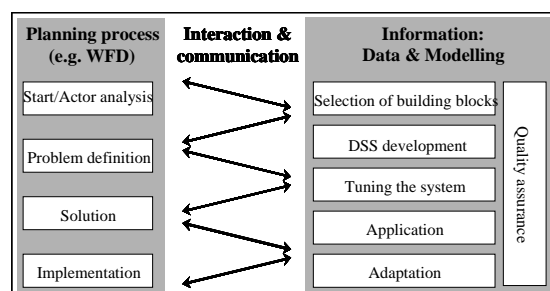 Planning process
(e.g. WFD)
Start/Actor analysis
Problem definition
Solution
Implementation
Interaction &
communication
Information:
Data & Modelling
Selection of building blocks
DSS development
Tuning the system
Application
Adaptation
Quality assurance